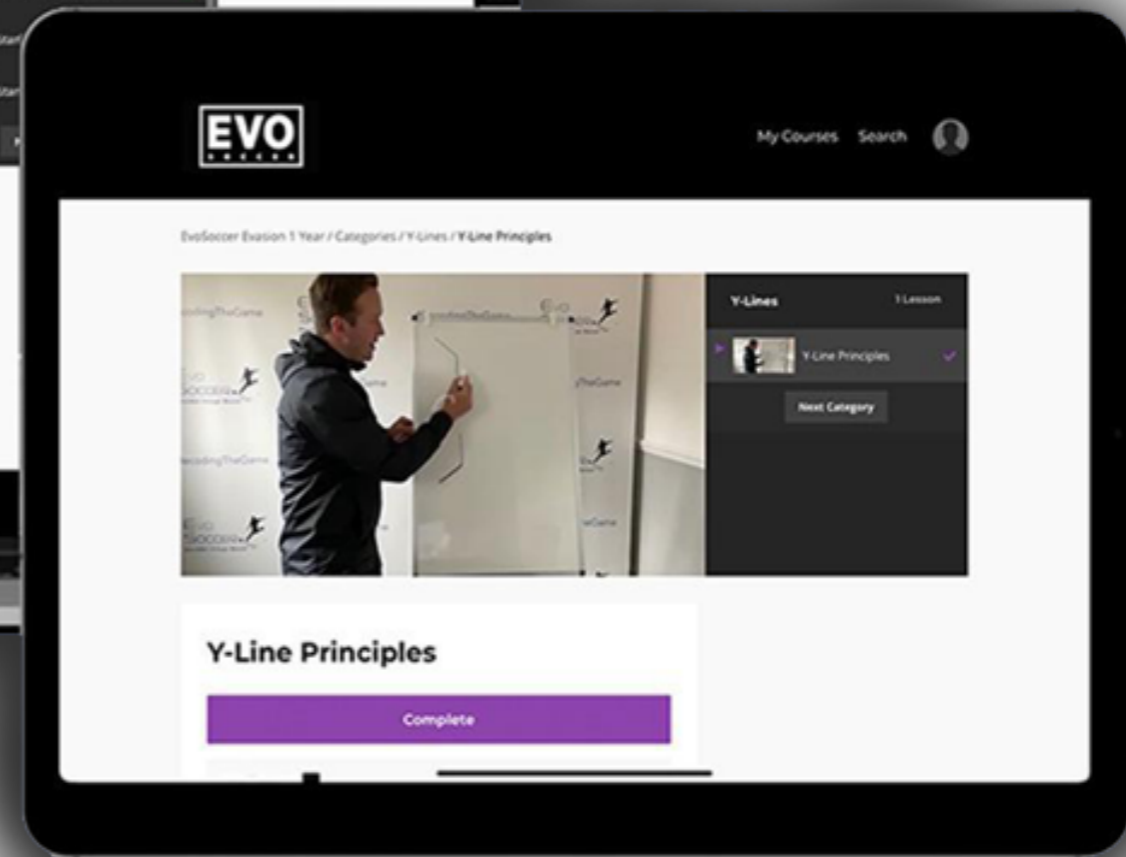 EVO
SOCCER
My Courses Search
EvoSoccer Evasion 1 Year / Categories / Y-Lines / Y-Line Principles
Y-Lines 1 Lesson
Y-Line Principles
Next Category
Y-Line Principles
Complete